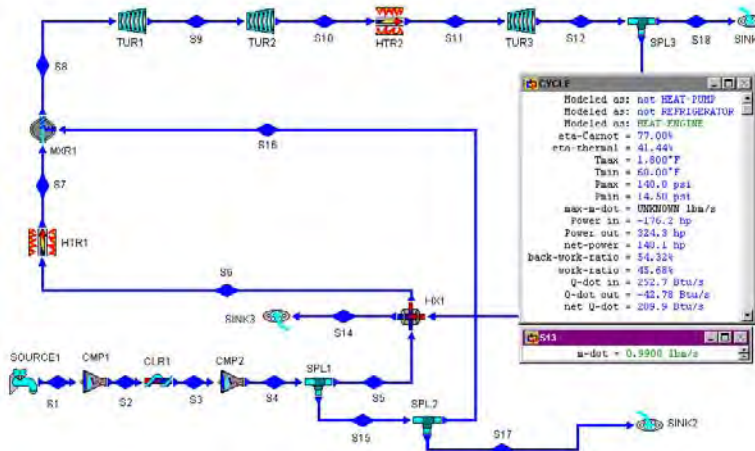 TUR1
S9
TUR2
S10
HTR2
S11
TUR3
S12
SPL3
S18
SINK
S8
CYCLE
Modeled as: not HEAT-PUMP
Modeled as: not REFRIGERATOR
Modeled as: HEAT-ENGINE
eta-Carnot = 77.00%
eta-thermal = 41.44%
Tmax = 1,800°F
Tmin = 60.00°F
Pmax = 140.0 psi
Pmin = 14.50 psi
max-m-dot = UNKNOWN lbm/s
Power in = -176.2 hp
Power out = 324.3 hp
net-power = 148.1 hp
back-work-ratio = 54.32%
work-ratio = 45.68%
Q-dot in = 252.7 Btu/s
Q-dot out = -42.78 Btu/s
net Q-dot = 209.9 Btu/s
S16
MXR1
S7
HTR1
S6
HX1
SINK3
S14
S13
m-dot = 0.9900 lbm/s
SOURCE1
CMP1
CLR1
CMP2
SPL1
S1
S2
S3
S4
S5
SPL2
S15
S17
SINK2